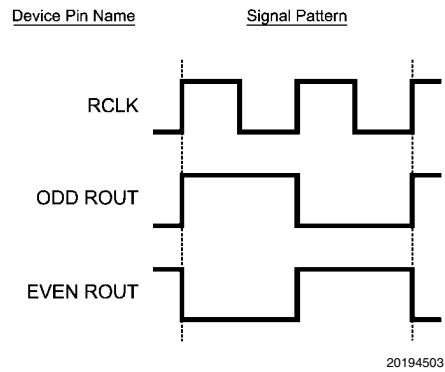 Device Pin Name Signal Pattern
RCLK
ODD ROUT
EVEN ROUT
20194503